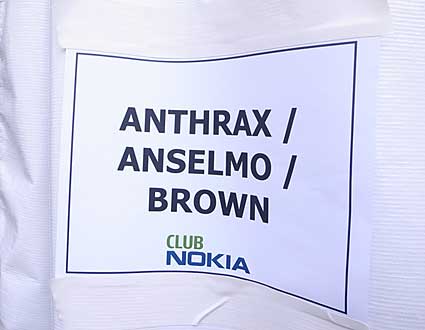 ANTHRAX /
ANSELMO /
BROWN
CLUB
NOKIA